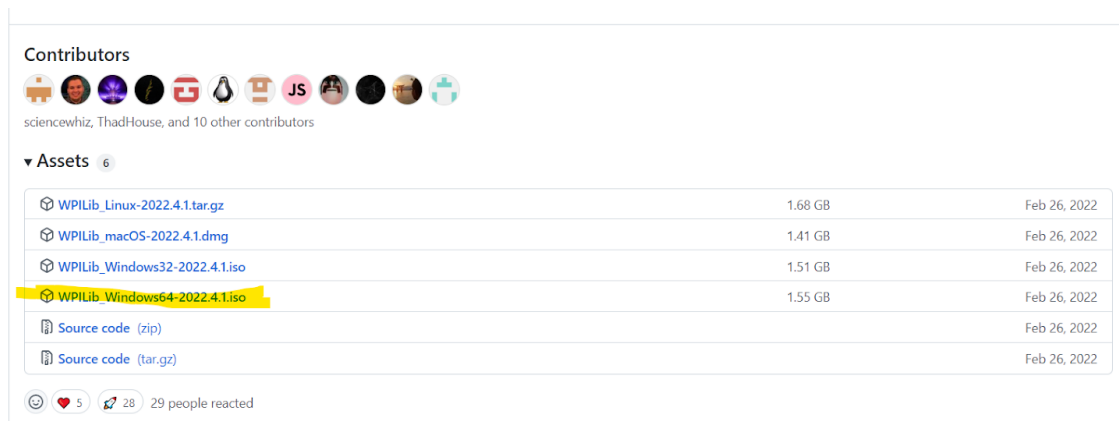 Contributors
JS
sciencewhiz, ThadHouse, and 10 other contributors
Assets 6
WPILib_Linux-2022.4.1.tar.gz 1.68 GB Feb 26, 2022
WPILib_macOS-2022.4.1.dmg 1.41 GB Feb 26, 2022
WPILib_Windows32-2022.4.1.iso 1.51 GB Feb 26, 2022
WPILib_Windows64-2022.4.1.iso 1.55 GB Feb 26, 2022
Source code (zip) Feb 26, 2022
Source code (tar.gz) Feb 26, 2022
5 28 29 people reacted